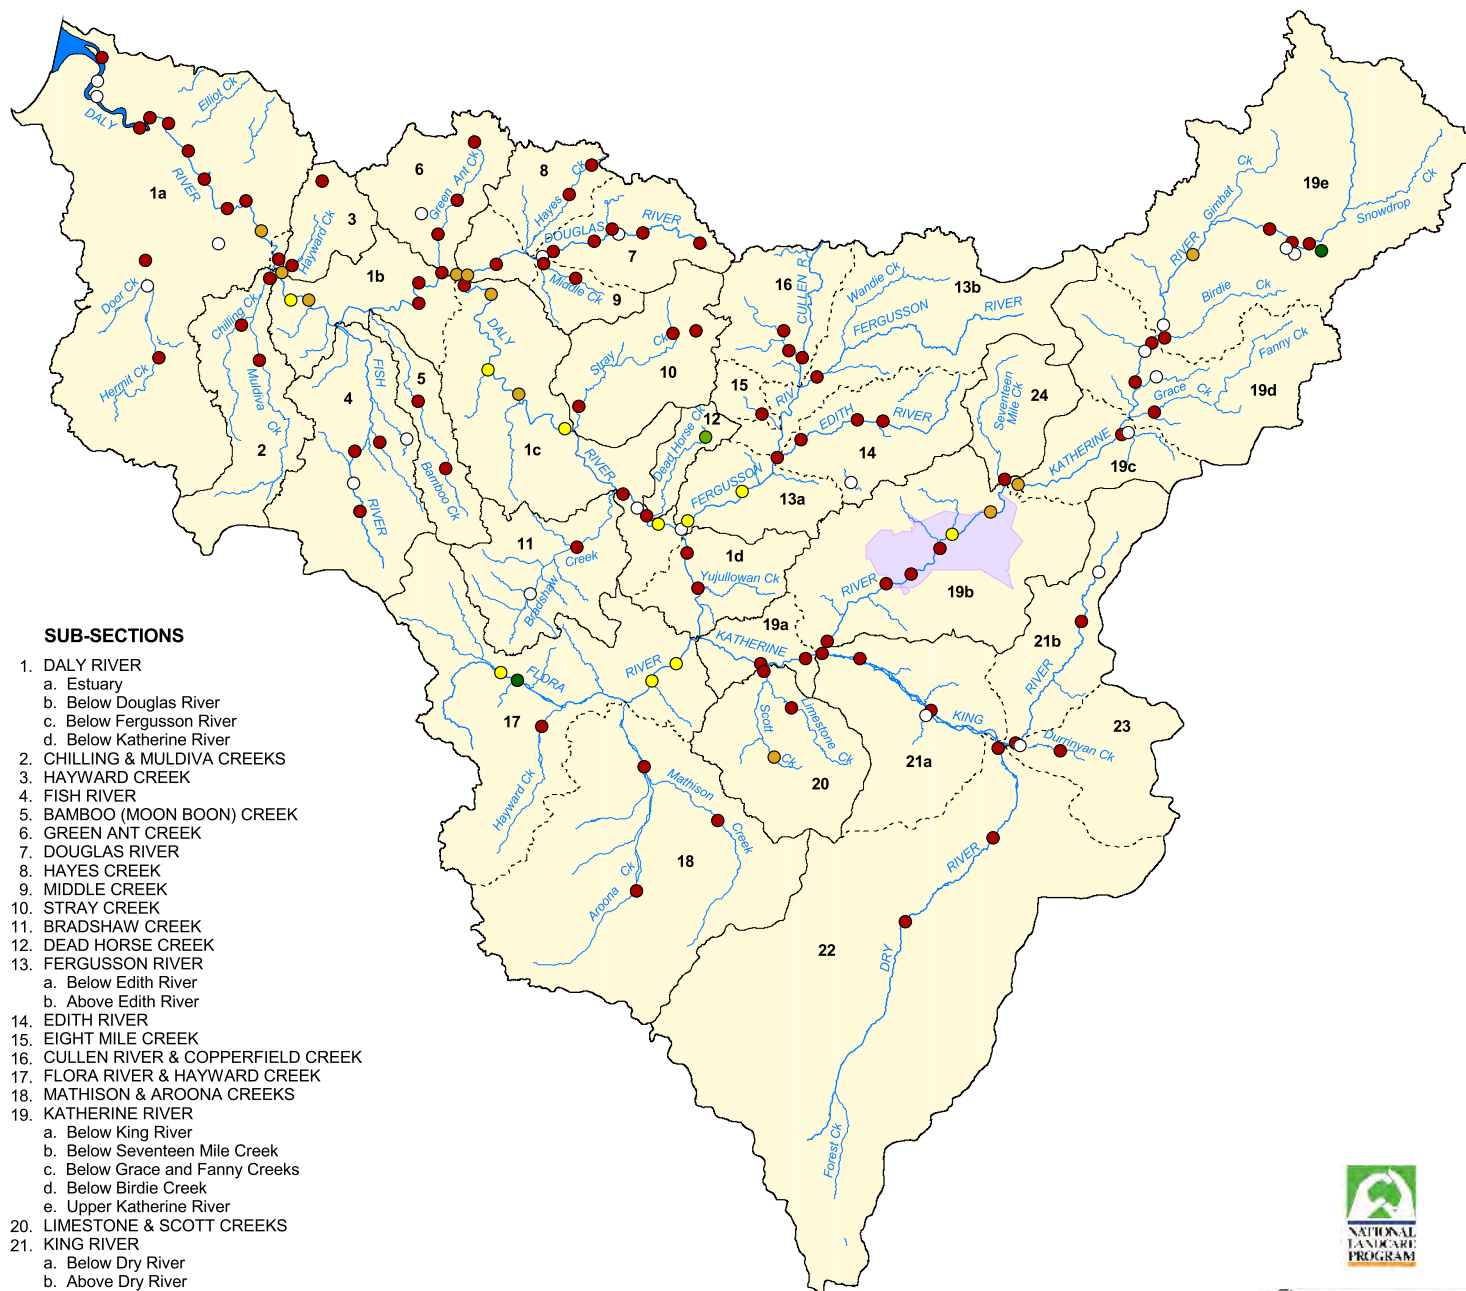 Elliot Ck
DALY
RIVER
1a
6
Green Ant Ck
8
Hayes Ck
3
Hayward Ck
DOUGLAS RIVER
7
Middle Ck
9
1b
Door Ck
Chilling Ck
Hermit Ck
Muldiva Ck
2
4
FISH RIVER
5
Bamboo Ck
DALY
RIVER
1c
Stray Ck
10
16
CULLEN R
Wandie Ck
13b
FERGUSSON RIVER
15
RIV
12
Dead Horse Ck
EDITH RIVER
14
FERGUSSON
13a
24
Seventeen Mile Ck
19e
Gimbat Ck
RIVER
Snowdrop Ck
Birdie Ck
Fanny Ck
Grace Ck
19d
KATHERINE
19c
11
Bradshaw Creek
1d
Yujullowan Ck
19a
19b
RIVER
KATHERINE
RIVER
FLORA
17
Hayward Ck
Scott Ck
Limestone Ck
20
KING
21a
21b
RIVER
Durrinyan Ck
23
Mathison Creek
18
Aroona Ck
RIVER
DRY
22
Forest Ck
SUB-SECTIONS
1. DALY RIVER
a. Estuary
b. Below Douglas River
c. Below Fergusson River
d. Below Katherine River
2. CHILLING & MULDIVA CREEKS
3. HAYWARD CREEK
4. FISH RIVER
5. BAMBOO (MOON BOON) CREEK
6. GREEN ANT CREEK
7. DOUGLAS RIVER
8. HAYES CREEK
9. MIDDLE CREEK
10. STRAY CREEK
11. BRADSHAW CREEK
12. DEAD HORSE CREEK
13. FERGUSSON RIVER
a. Below Edith River
b. Above Edith River
14. EDITH RIVER
15. EIGHT MILE CREEK
16. CULLEN RIVER & COPPERFIELD CREEK
17. FLORA RIVER & HAYWARD CREEK
18. MATHISON & AROONA CREEKS
19. KATHERINE RIVER
a. Below King River
b. Below Seventeen Mile Creek
c. Below Grace and Fanny Creeks
d. Below Birdie Creek
e. Upper Katherine River
20. LIMESTONE & SCOTT CREEKS
21. KING RIVER
a. Below Dry River
b. Above Dry River
NATIONAL
LANDCARE
PROGRAM